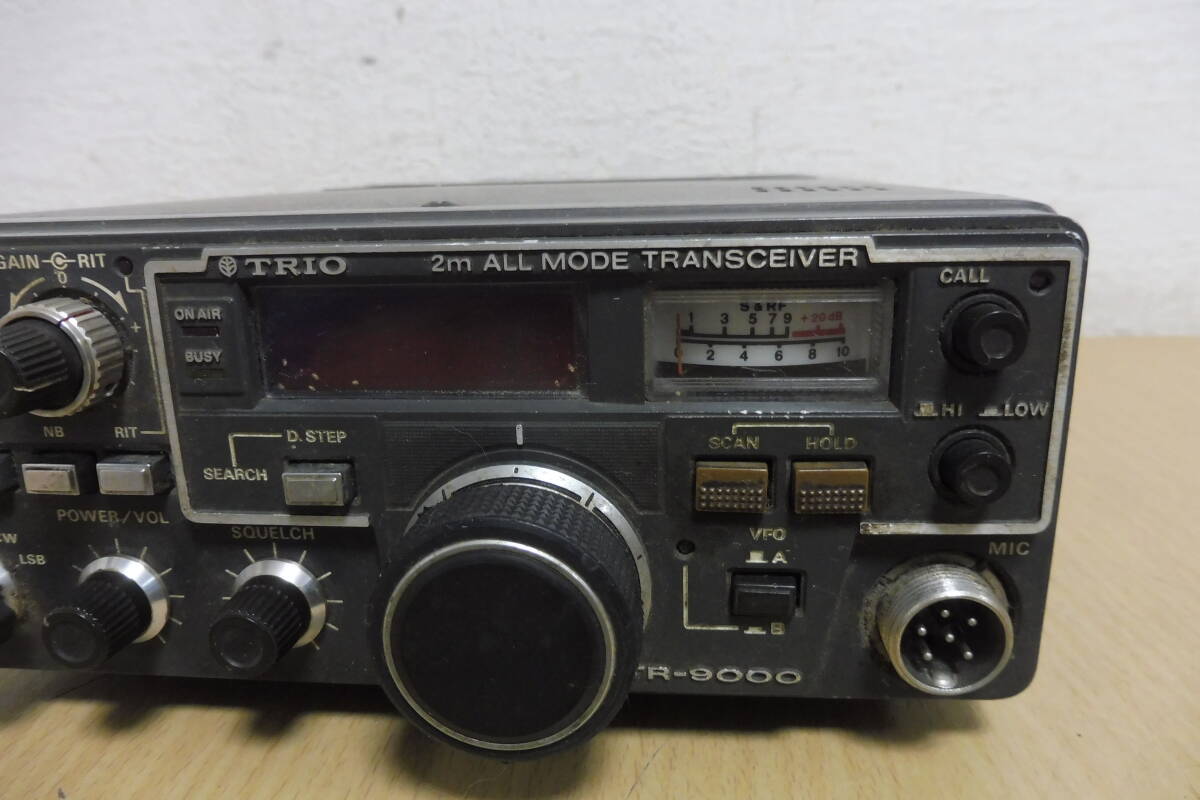 GAIN RIT
0
+
TRIO
2m ALL MODE TRANSCEIVER
CALL
ON AIR
BUSY
S & RF
1 3 5 7 9 +20dB
0 2 4 6 8 10
HI LOW
NB RIT
D. STEP
SEARCH
SCAN HOLD
POWER/VOL
SQUELCH
VFO
A
B
MIC
CW
LSB
TR-9000